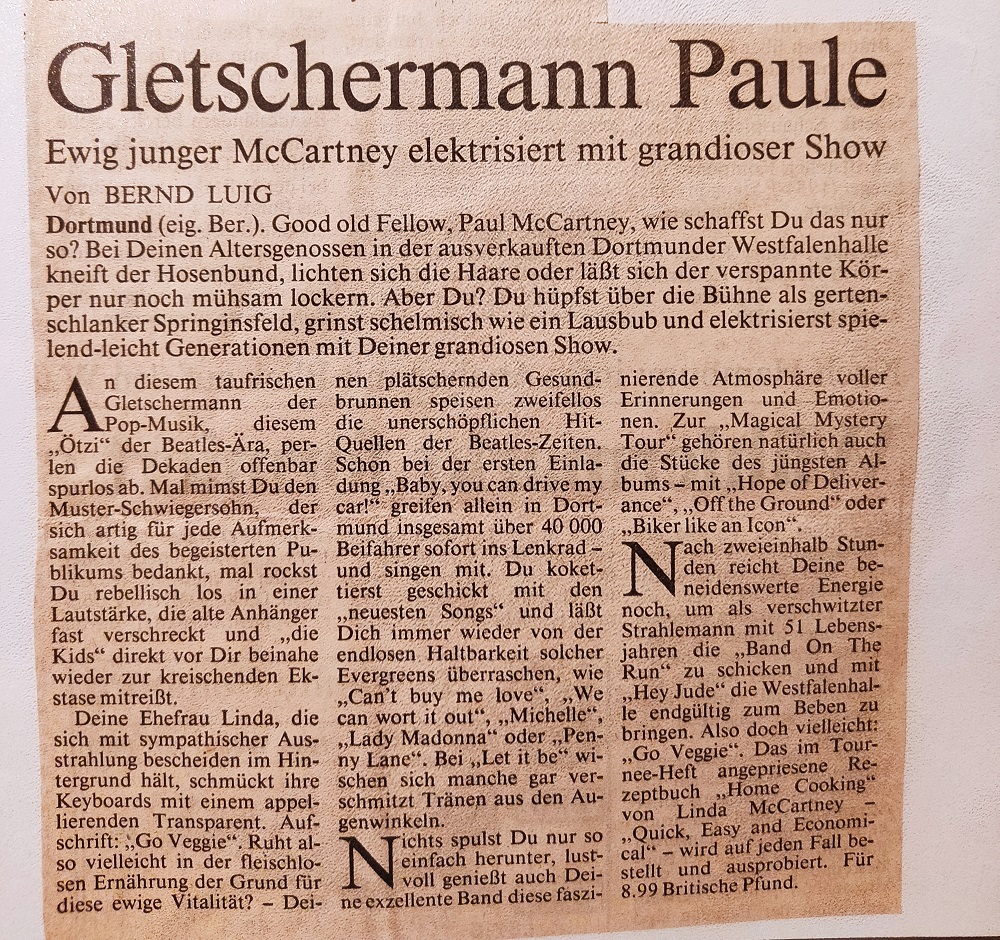 Gletschermann Paule
Ewig junger McCartney elektrisiert mit grandioser Show
Von BERND LUIG
Dortmund (eig. Ber.). Good old Fellow, Paul McCartney, wie schaffst Du das nur
so? Bei Deinen Altersgenossen in der ausverkauften Dortmunder Westfalenhalle
kneift der Hosenbund, lichten sich die Haare oder läßt sich der verspannte Kör-
per nur noch mühsam lockern. Aber Du? Du hüpfst über die Bühne als gerten-
schlanker Springinsfeld, grinst schelmisch wie ein Lausbub und elektrisierst spie-
lend-leicht Generationen mit Deiner grandiosen Show.
An diesem taufrischen
Gletschermann der
Pop-Musik, diesem
„Ötzi“ der Beatles-Ära, per-
len die Dekaden offenbar
spurlos ab. Mal mimst Du den
Muster-Schwiegersohn, der
sich artig für jede Aufmerk-
samkeit des begeisterten Pu-
blikums bedankt, mal rockst
Du rebellisch los in einer
Lautstärke, die alte Anhänger
fast verschreckt und „die
Kids“ direkt vor Dir beinahe
wieder zur kreischenden Ek-
stase mitreißt.
Deine Ehefrau Linda, die
sich mit sympathischer Aus-
strahlung bescheiden im Hin-
tergrund hält, schmückt ihre
Keyboards mit einem appel-
lierenden Transparent. Auf-
schrift: „Go Veggie“. Ruht al-
so vielleicht in der fleischlo-
sen Ernährung der Grund für
diese ewige Vitalität? – Dei-
nen plätschernden Gesund-
brunnen speisen zweifellos
die unerschöpflichen Hit-
Quellen der Beatles-Zeiten.
Schon bei der ersten Einla-
dung „Baby, you can drive my
car!“ greifen allein in Dort-
mund insgesamt über 40 000
Beifahrer sofort ins Lenkrad –
und singen mit. Du koket-
tierst geschickt mit den
„neuesten Songs“ und läßt
Dich immer wieder von der
endlosen Haltbarkeit solcher
Evergreens überraschen, wie
„Can't buy me love“, „We
can wort it out“, „Michelle“,
„Lady Madonna“ oder „Pen-
ny Lane“. Bei „Let it be“ wi-
schen sich manche gar ver-
schmitzt Tränen aus den Au-
genwinkeln.
Nichts spulst Du nur so
einfach herunter, lust-
voll genießt auch Dei-
ne exzellente Band diese faszi-
nierende Atmosphäre voller
Erinnerungen und Emotio-
nen. Zur „Magical Mystery
Tour“ gehören natürlich auch
die Stücke des jüngsten Al-
bums – mit „Hope of Deliver-
ance“, „Off the Ground“ oder
„Biker like an Icon“.
Nach zweieinhalb Stun-
den reicht Deine be-
neidenswerte Energie
noch, um als verschwitzter
Strahlemann mit 51 Lebens-
jahren die „Band On The
Run“ zu schicken und mit
„Hey Jude“ die Westfalenhal-
le endgültig zum Beben zu
bringen. Also doch vielleicht:
„Go Veggie“. Das im Tour-
nee-Heft angepriesene Re-
zeptbuch „Home Cooking“
von Linda McCartney –
„Quick, Easy and Economi-
cal“ – wird auf jeden Fall be-
stellt und ausprobiert. Für
8.99 Britische Pfund.